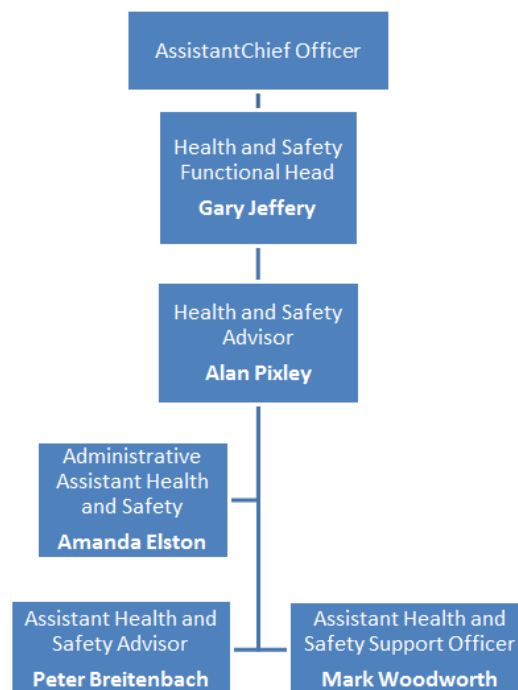 AssistantChief Officer
Health and Safety
Functional Head
Gary Jeffery
Health and Safety
Advisor
Alan Pixley
Administrative
Assistant Health
and Safety
Amanda Elston
Assistant Health and
Safety Advisor
Peter Breitenbach
Assistant Health and
Safety Support Officer
Mark Woodworth